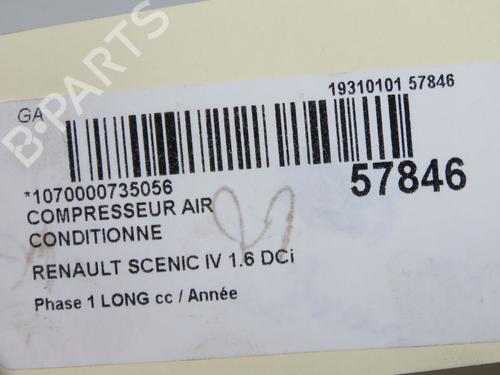 B-PARTS
GA
19310101 57846
*1070000735056
57846
COMPRESSEUR AIR
CONDITIONNE
RENAULT SCENIC IV 1.6 DCi
Phase 1 LONG cc / Année